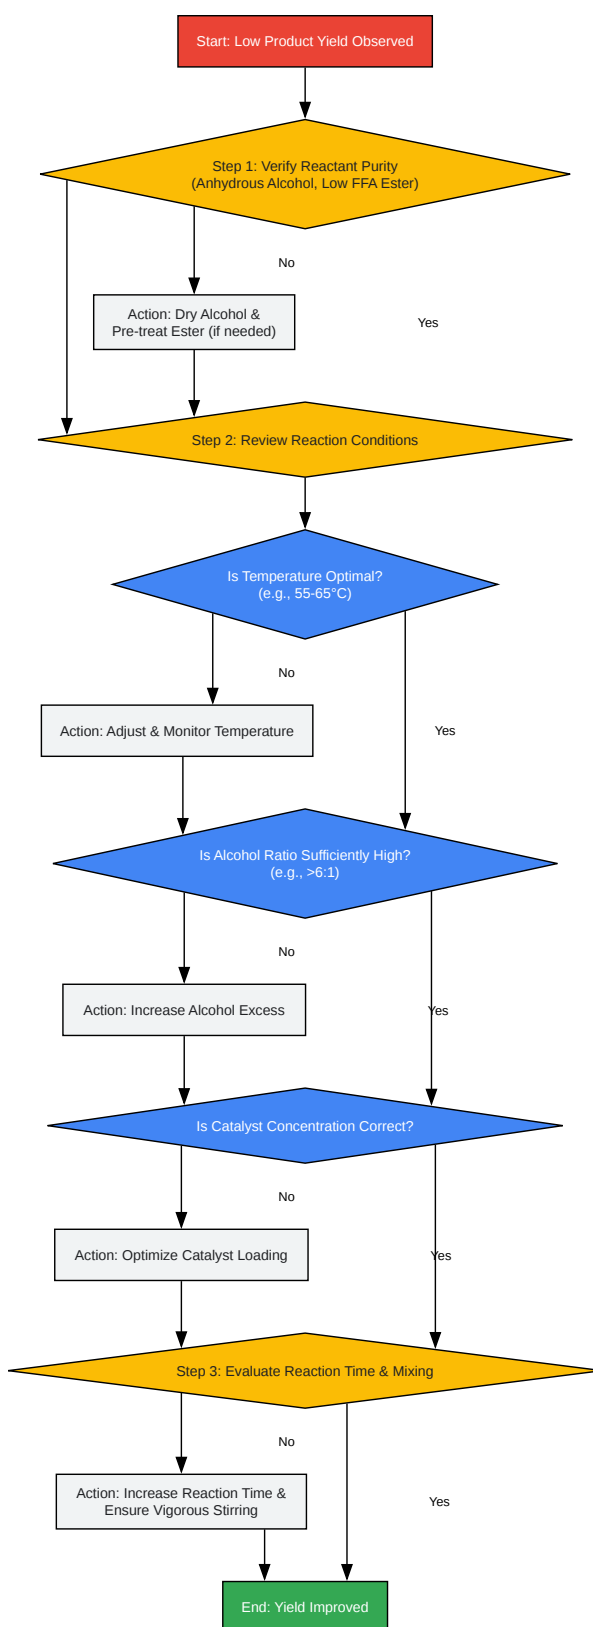 Start: Low Product Yield Observed
Step 1: Verify Reactant Purity
(Anhydrous Alcohol, Low FFA Ester)
No
Action: Dry Alcohol &
Pre-treat Ester (if needed)
Yes
Step 2: Review Reaction Conditions
Is Temperature Optimal?
(e.g., 55-65°C)
No
Action: Adjust & Monitor Temperature
Yes
Is Alcohol Ratio Sufficiently High?
(e.g., >6:1)
No
Action: Increase Alcohol Excess
Yes
Is Catalyst Concentration Correct?
No
Action: Optimize Catalyst Loading
Yes
Step 3: Evaluate Reaction Time & Mixing
No
Action: Increase Reaction Time &
Ensure Vigorous Stirring
Yes
End: Yield Improved